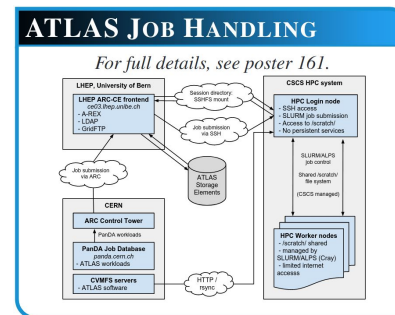 ATLAS JOB HANDLING
For full details, see poster 161.
LHEP, University of Bern
LHEP ARC-CE frontend
ce03.lhep.unibe.ch
- A-REX
- LDAP
- GridFTP
Session directory:
SSHFS mount
Job submission
via SSH
CSCS HPC system
HPC Login node
- SSH access
- SLURM job submission
- Access to /scratch/
- No persistent services
Job submission
via ARC
ATLAS
Storage
Elements
SLURM/ALPS
job control
Shared /scratch/
file system
(CSCS managed)
CERN
ARC Control Tower
PanDA workloads
PanDA Job Database
panda.cern.ch
- ATLAS workloads
CVMFS servers
- ATLAS software
HTTP /
rsync
HPC Worker nodes
- /scratch/ shared
- managed by
SLURM/ALPS (Cray)
- limited internet
accesss